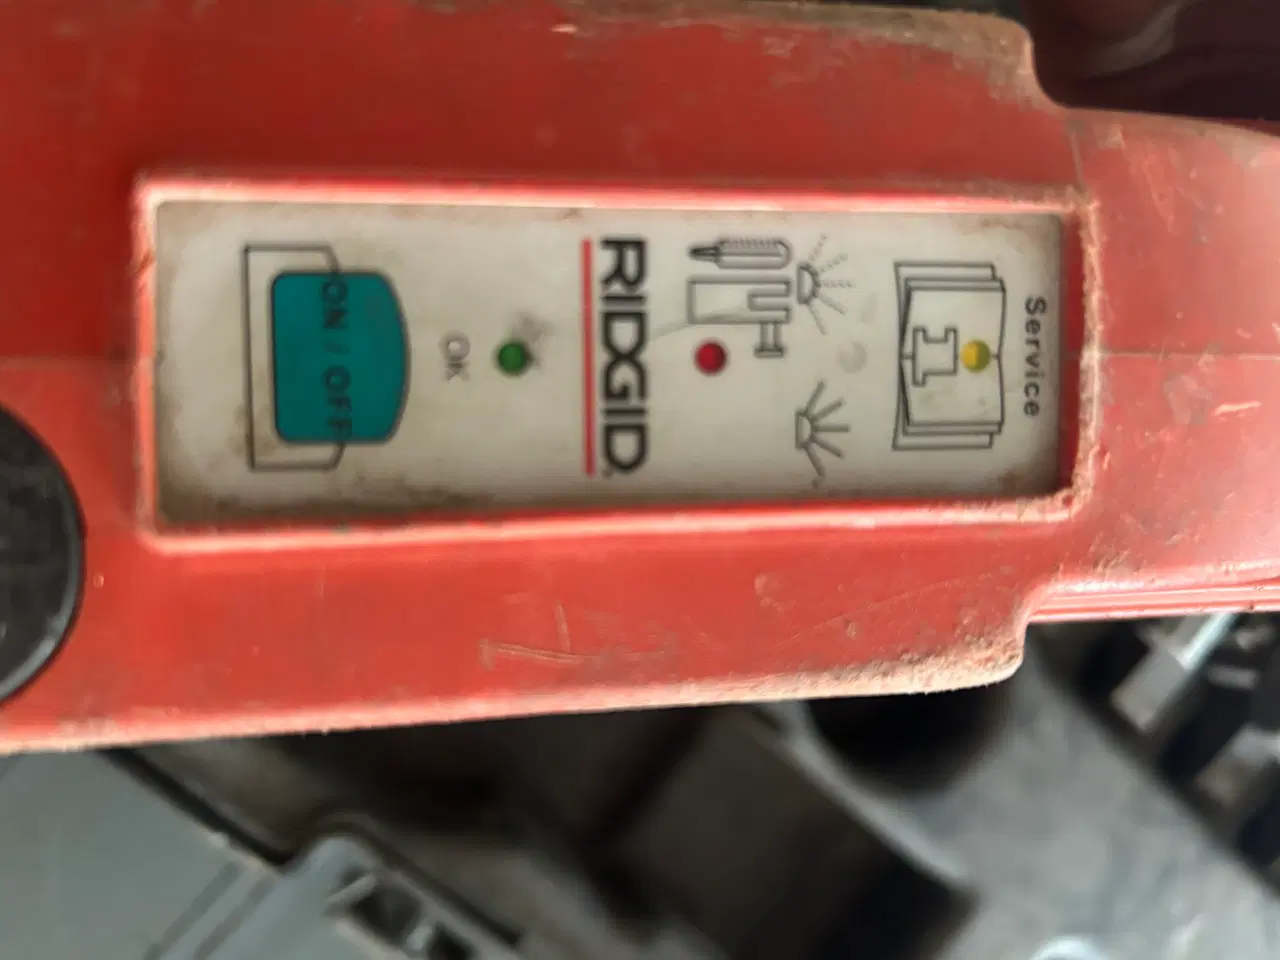 Service
RIDGID
OK
ON / OFF